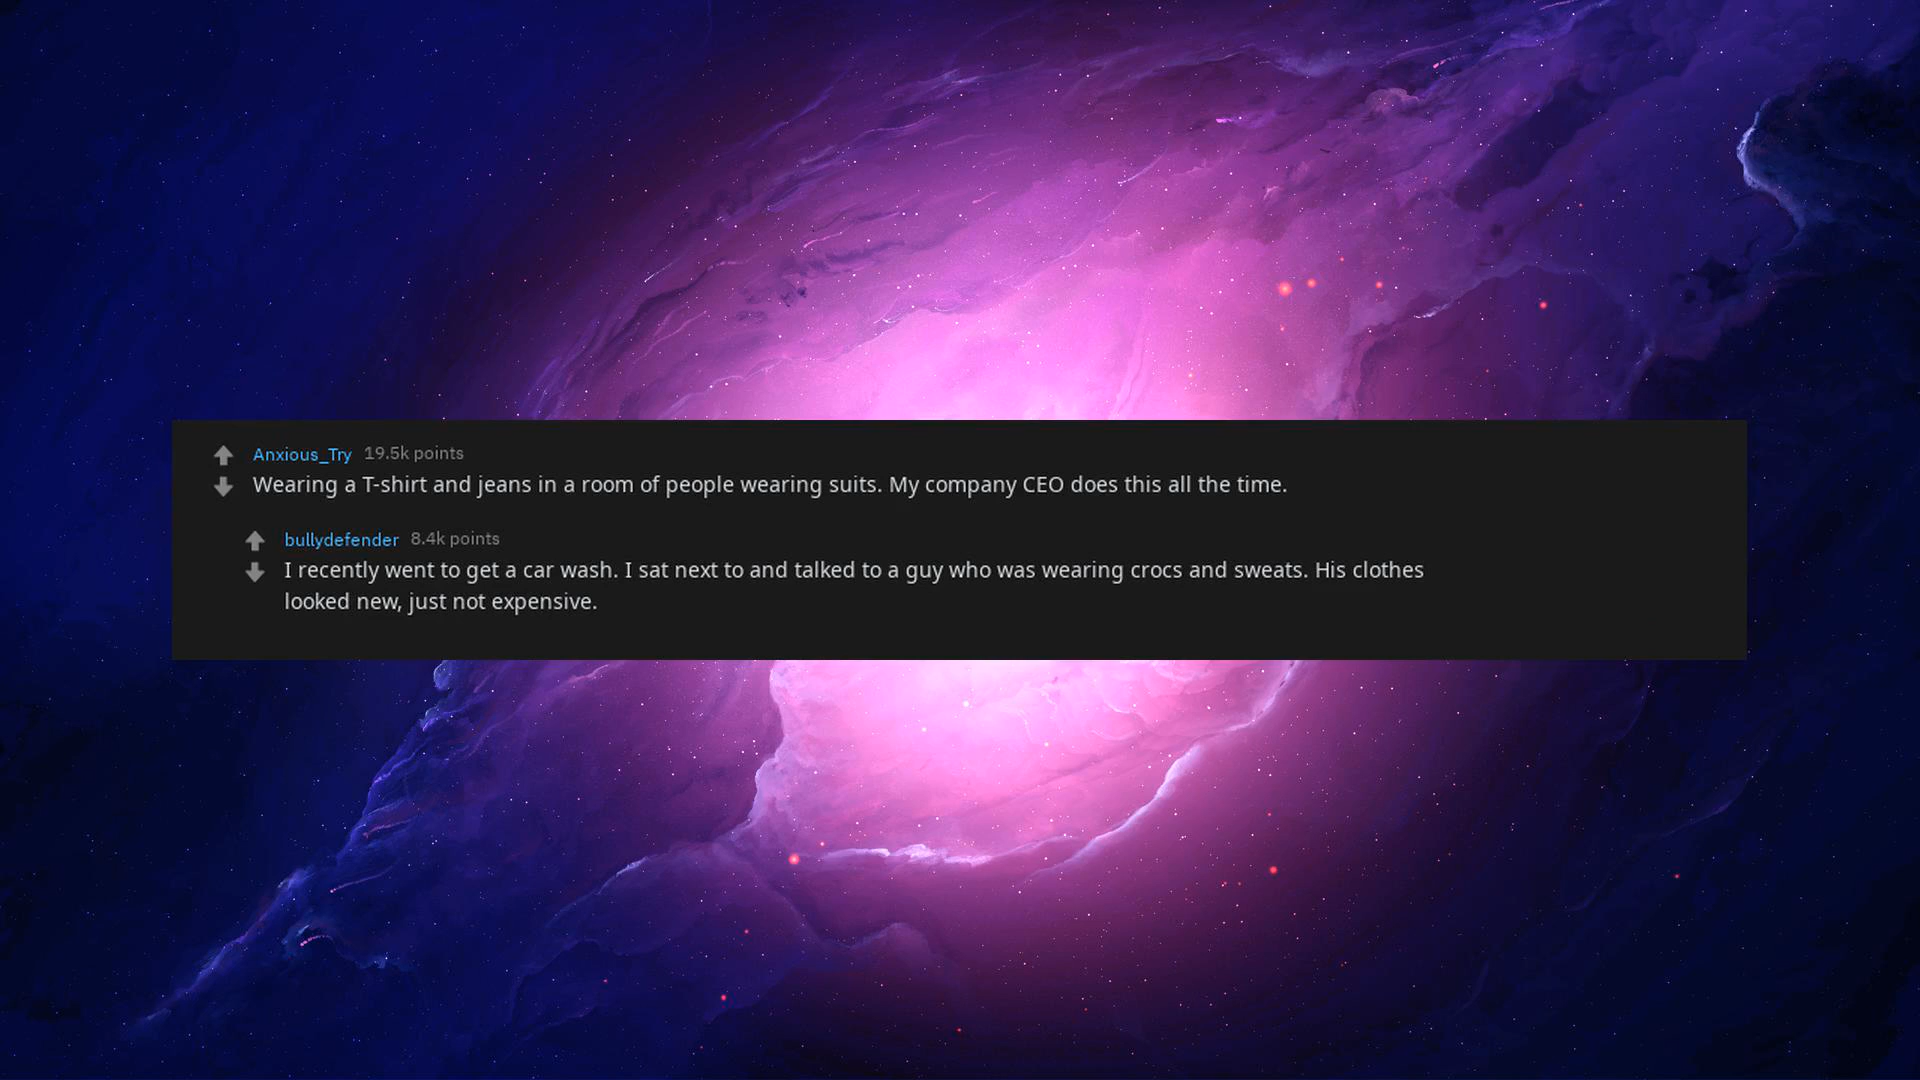 Anxious_Try 19.5k points
Wearing a T-shirt and jeans in a room of people wearing suits. My company CEO does this all the time.
bullydefender 8.4k points
I recently went to get a car wash. I sat next to and talked to a guy who was wearing crocs and sweats. His clothes
looked new, just not expensive.